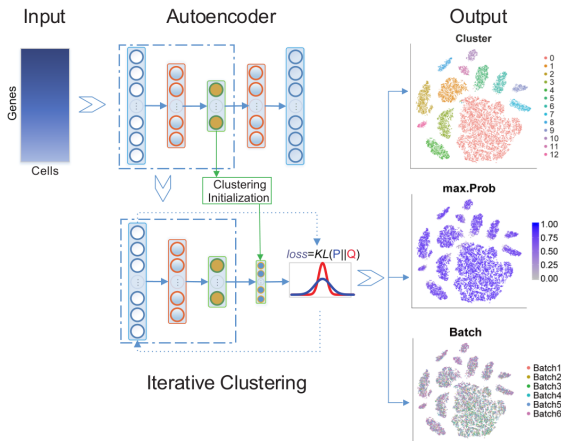 Input
Autoencoder
Output
Genes
Cells
Clustering
Initialization
loss=KL(P||Q)
Iterative Clustering
Cluster
0
1
2
3
4
5
6
7
8
9
10
11
12
max.Prob
1.00
0.75
0.50
0.25
0.00
Batch
Batch1
Batch2
Batch3
Batch4
Batch5
Batch6